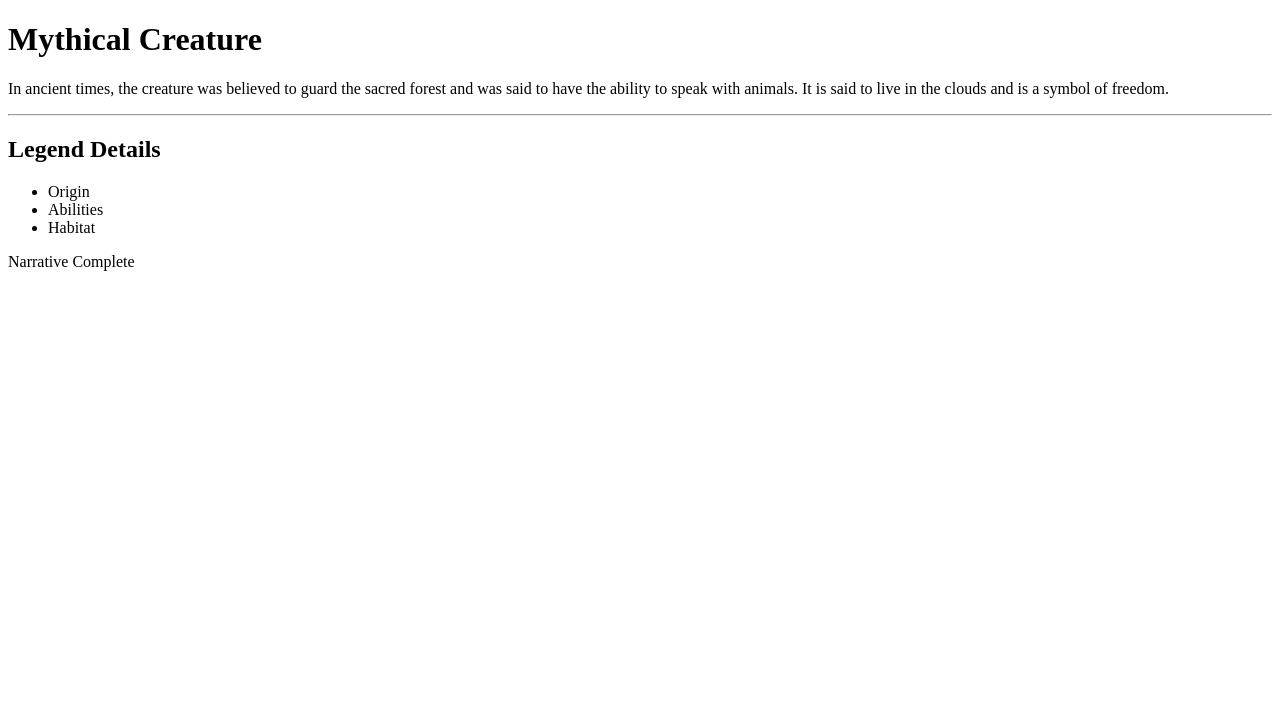 Mythical Creature
In ancient times, the creature was believed to guard the sacred forest and was said to have the ability to speak with animals. It is said to live in the clouds and is a symbol of freedom.
Legend Details
Origin
Abilities
Habitat
Narrative Complete